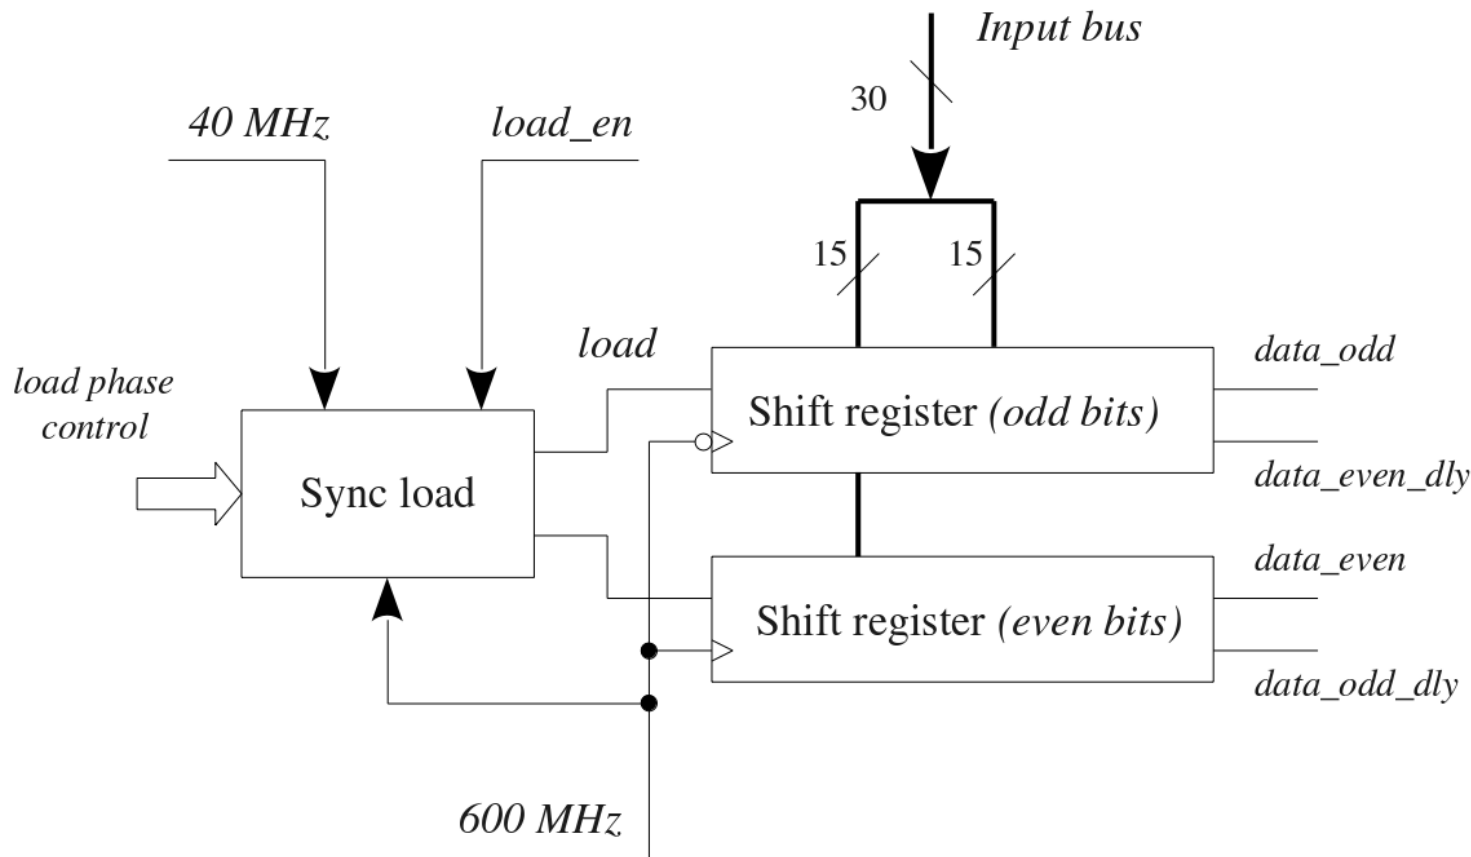 Input bus
30
40 MHz
load_en
15
15
load
data_odd
load phase
control
Shift register (odd bits)
data_even_dly
Sync load
data_even
Shift register (even bits)
data_odd_dly
600 MHz